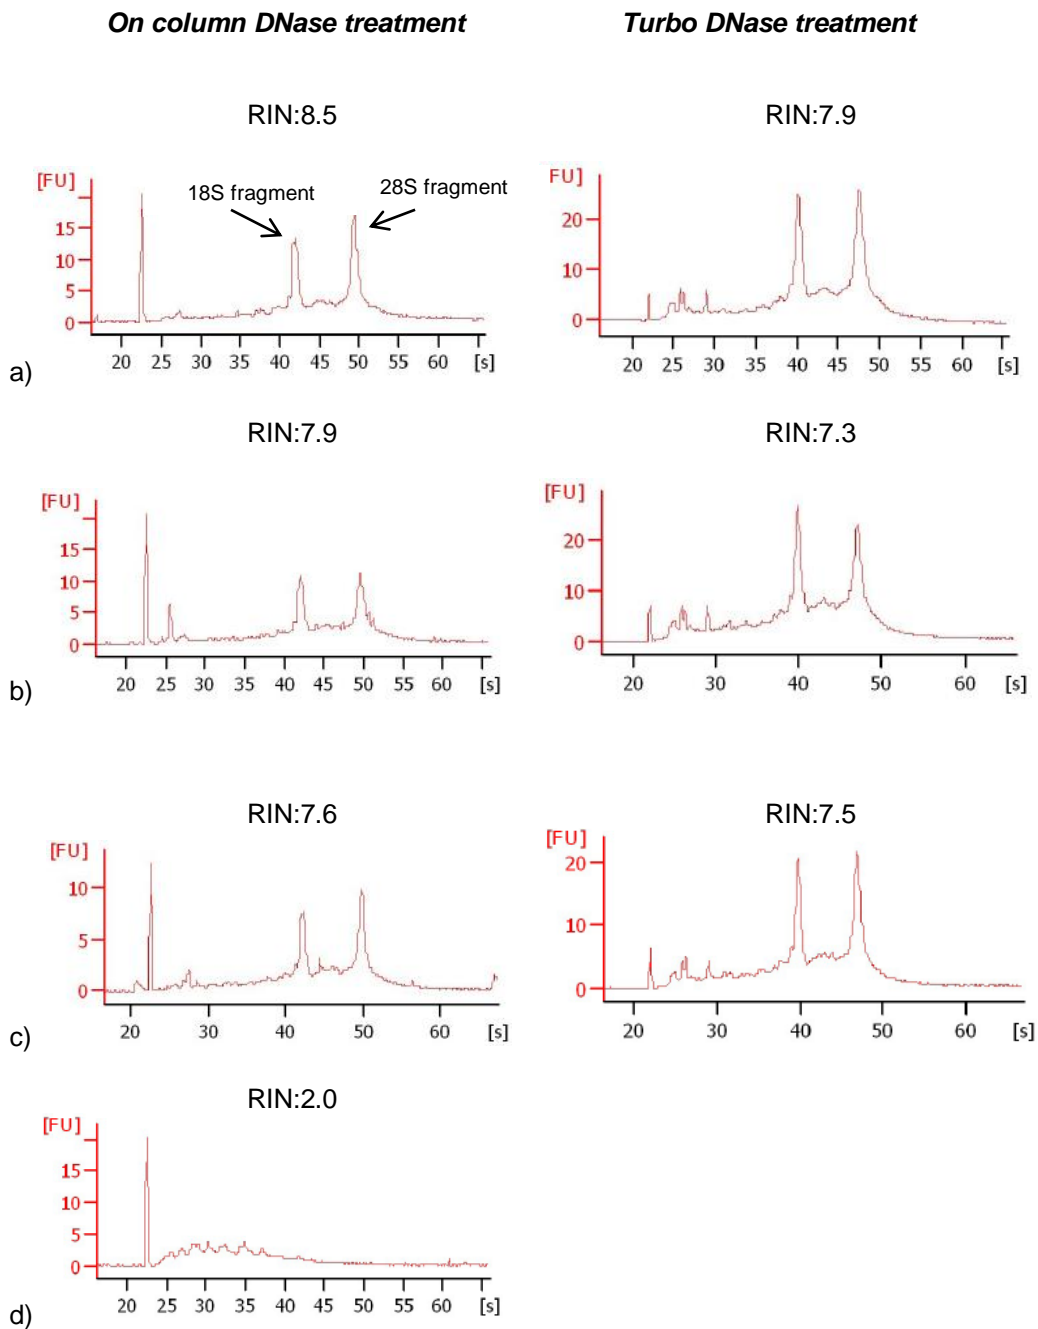 On column DNase treatment Turbo DNase treatment
RIN:8.5 RIN:7.9
[FU] 18S fragment 28S fragment FU]
15 20
10 10
5
0 0
20 25 30 35 40 45 50 55 60 [s] 20 25 30 35 40 45 50 55 60 [s]
a)
RIN:7.9 RIN:7.3
[FU] [FU]
15 20
10 10
5
0 0
20 25 30 35 40 45 50 55 60 [s] 20 40 50 60 [s]
b)
RIN:7.6 RIN:7.5
[FU] [FU]
10 20
5 10
0 0
20 30 40 50 60 [s] 20 30 40 50 60 [s]
c)
RIN:2.0
[FU]
15
10
5
0
20 25 30 35 40 45 50 55 60 [s]
d)